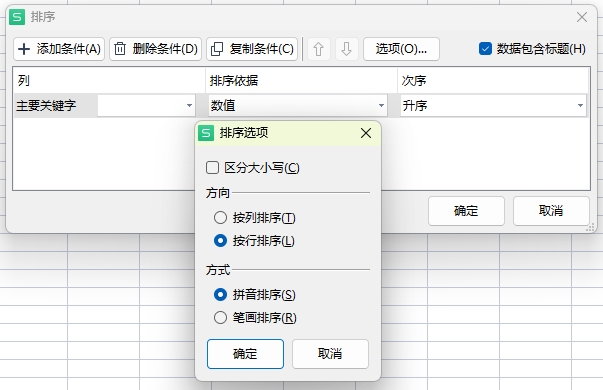 排序
添加条件(A) 删除条件(D) 复制条件(C) 选项(O)... 数据包含标题(H)
列 排序依据 次序
主要关键字 数值 升序
确定 取消
排序选项
区分大小写(C)
方向
按列排序(T)
按行排序(L)
方式
拼音排序(S)
笔画排序(R)
确定 取消